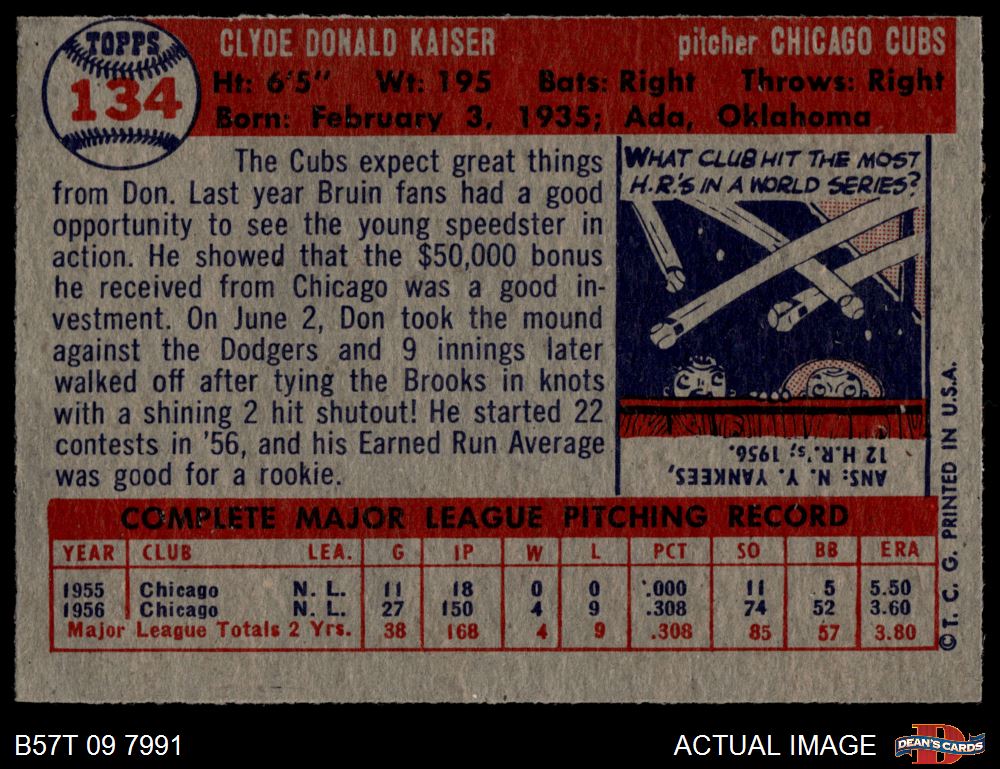 TOPPS
134
CLYDE DONALD KAISER pitcher CHICAGO CUBS
Ht: 6'5" Wt: 195 Bats: Right Throws: Right
Born: February 3, 1935; Ada, Oklahoma
The Cubs expect great things
from Don. Last year Bruin fans had a good
opportunity to see the young speedster in
action. He showed that the $50,000 bonus
he received from Chicago was a good in-
vestment. On June 2, Don took the mound
against the Dodgers and 9 innings later
walked off after tying the Brooks in knots
with a shining 2 hit shutout! He started 22
contests in '56, and his Earned Run Average
was good for a rookie.
WHAT CLUB HIT THE MOST
H.R.'S IN A WORLD SERIES?
ANS: N. Y. YANKEES,
12 H.R.'s; 1956.
COMPLETE MAJOR LEAGUE PITCHING RECORD
YEAR CLUB LEA. G IP W L PCT SO BB ERA
1955 Chicago N. L. 11 18 0 0 .000 11 5 5.50
1956 Chicago N. L. 27 150 4 9 .308 74 52 3.60
Major League Totals 2 Yrs. 38 168 4 9 .308 85 57 3.80
©T. C. G. PRINTED IN U.S.A.
B57T 09 7991 ACTUAL IMAGE
D
DEAN'S CARDS